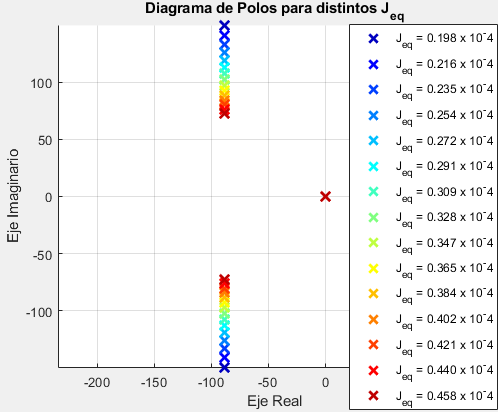 Diagrama de Polos para distintos J_eq
Eje Imaginario
100
50
0
-50
-100
-200
-150
-100
-50
0
Eje Real
J_eq = 0.198 x 10^-4
J_eq = 0.216 x 10^-4
J_eq = 0.235 x 10^-4
J_eq = 0.254 x 10^-4
J_eq = 0.272 x 10^-4
J_eq = 0.291 x 10^-4
J_eq = 0.309 x 10^-4
J_eq = 0.328 x 10^-4
J_eq = 0.347 x 10^-4
J_eq = 0.365 x 10^-4
J_eq = 0.384 x 10^-4
J_eq = 0.402 x 10^-4
J_eq = 0.421 x 10^-4
J_eq = 0.440 x 10^-4
J_eq = 0.458 x 10^-4